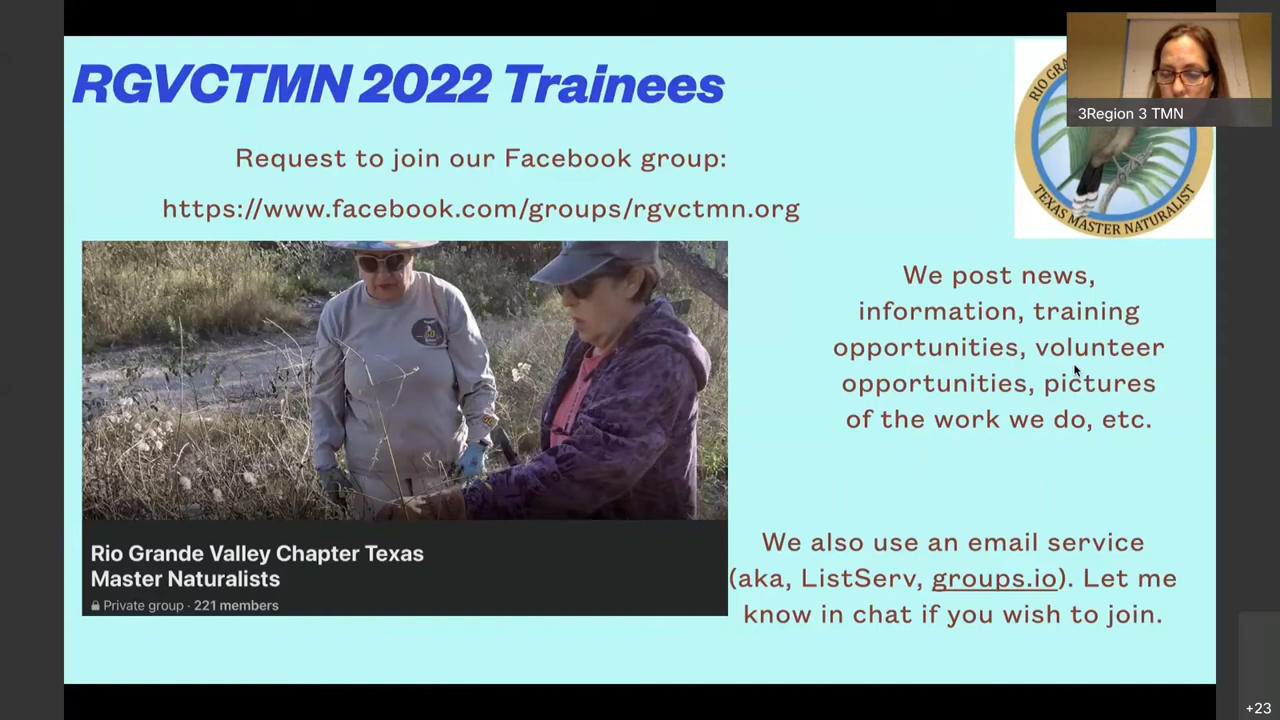 RGVCTMN 2022 Trainees
Request to join our Facebook group:
https://www.facebook.com/groups/rgvctmn.org
3Region 3 TMN
RIO GRA
TEXAS MASTER NATURALIST
We post news,
information, training
opportunities, volunteer
opportunities, pictures
of the work we do, etc.
Rio Grande Valley Chapter Texas
Master Naturalists
Private group · 221 members
We also use an email service
(aka, ListServ, groups.io). Let me
know in chat if you wish to join.
+23